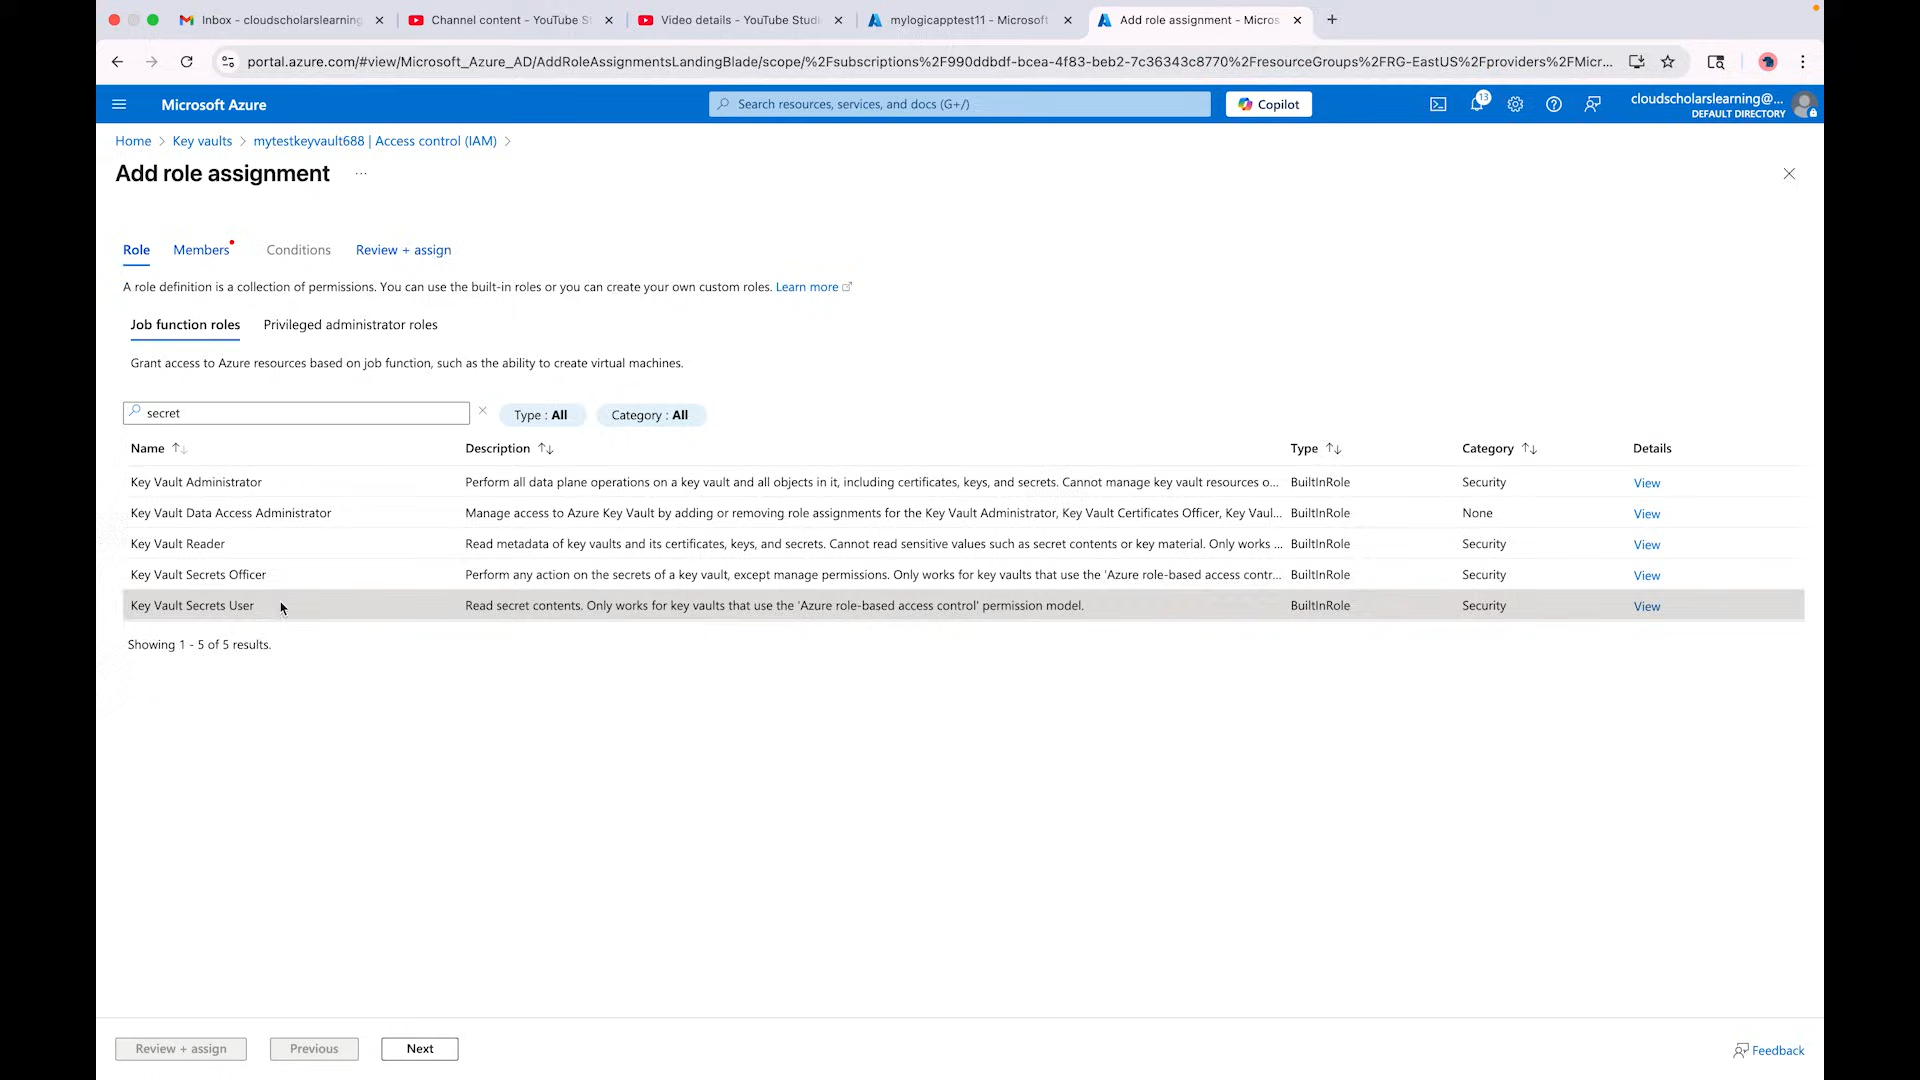 Inbox - cloudscholarslearning
Channel content - YouTube St
Video details - YouTube Studi
mylogicapptest11 - Microsoft
Add role assignment - Micros
portal.azure.com/#view/Microsoft_Azure_AD/AddRoleAssignmentsLandingBlade/scope/%2Fsubscriptions%2F990ddbdf-bcea-4f83-beb2-7c36343c8770%2FresourceGroups%2FRG-EastUS%2Fproviders%2FMicr...
Microsoft Azure
Search resources, services, and docs (G+/)
Copilot
13
cloudscholarslearning@...
DEFAULT DIRECTORY
Home > Key vaults > mytestkeyvault688 | Access control (IAM) >
Add role assignment ...
Role Members Conditions Review + assign
A role definition is a collection of permissions. You can use the built-in roles or you can create your own custom roles. Learn more
Job function roles Privileged administrator roles
Grant access to Azure resources based on job function, such as the ability to create virtual machines.
secret
Type : All
Category : All
Name Description Type Category Details
Key Vault Administrator Perform all data plane operations on a key vault and all objects in it, including certificates, keys, and secrets. Cannot manage key vault resources o... BuiltInRole Security View
Key Vault Data Access Administrator Manage access to Azure Key Vault by adding or removing role assignments for the Key Vault Administrator, Key Vault Certificates Officer, Key Vaul... BuiltInRole None View
Key Vault Reader Read metadata of key vaults and its certificates, keys, and secrets. Cannot read sensitive values such as secret contents or key material. Only works ... BuiltInRole Security View
Key Vault Secrets Officer Perform any action on the secrets of a key vault, except manage permissions. Only works for key vaults that use the 'Azure role-based access contr... BuiltInRole Security View
Key Vault Secrets User Read secret contents. Only works for key vaults that use the 'Azure role-based access control' permission model. BuiltInRole Security View
Showing 1 - 5 of 5 results.
Review + assign
Previous
Next
Feedback